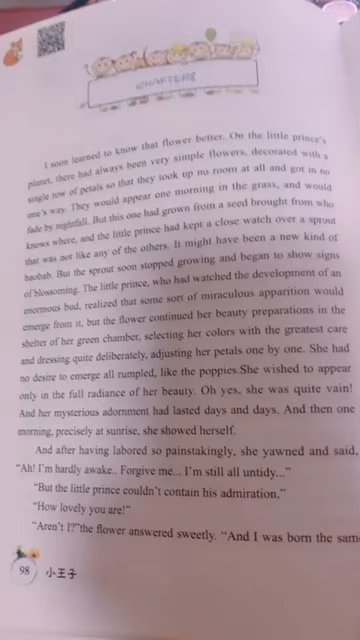 CHAPTER8
I soon learned to know that flower better. On the little prince's
planet, there had always been very simple flowers, decorated with a
single row of petals so that they took up no room at all and got in no
one's way. They would appear one morning in the grass, and would
fade by nightfall. But this one had grown from a seed brought from who
knows where, and the little prince had kept a close watch over a sprout
that was not like any of the others. It might have been a new kind of
baobab. But the sprout soon stopped growing and began to show signs
of blossoming. The little prince, who had watched the development of an
enormous bud, realized that some sort of miraculous apparition would
emerge from it, but the flower continued her beauty preparations in the
shelter of her green chamber, selecting her colors with the greatest care
and dressing quite deliberately, adjusting her petals one by one. She had
no desire to emerge all rumpled, like the poppies.She wished to appear
only in the full radiance of her beauty. Oh yes, she was quite vain!
And her mysterious adornment had lasted days and days. And then one
morning, precisely at sunrise, she showed herself.
And after having labored so painstakingly, she yawned and said,
"Ah! I'm hardly awake.. Forgive me... I'm still all untidy..."
"But the little prince couldn't contain his admiration."
"How lovely you are!"
"Aren't I?"the flower answered sweetly. "And I was born the sam
98 小王子